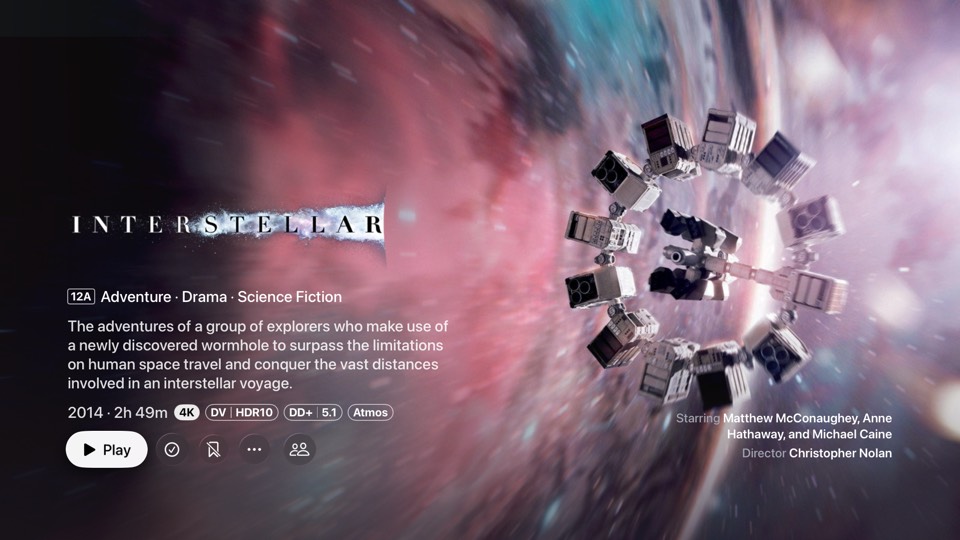 INTERSTELLAR
12A Adventure · Drama · Science Fiction
The adventures of a group of explorers who make use of
a newly discovered wormhole to surpass the limitations
on human space travel and conquer the vast distances
involved in an interstellar voyage.
2014 · 2h 49m 4K DV | HDR10 DD+ | 5.1 Atmos
Play
Starring Matthew McConaughey, Anne
Hathaway, and Michael Caine
Director Christopher Nolan